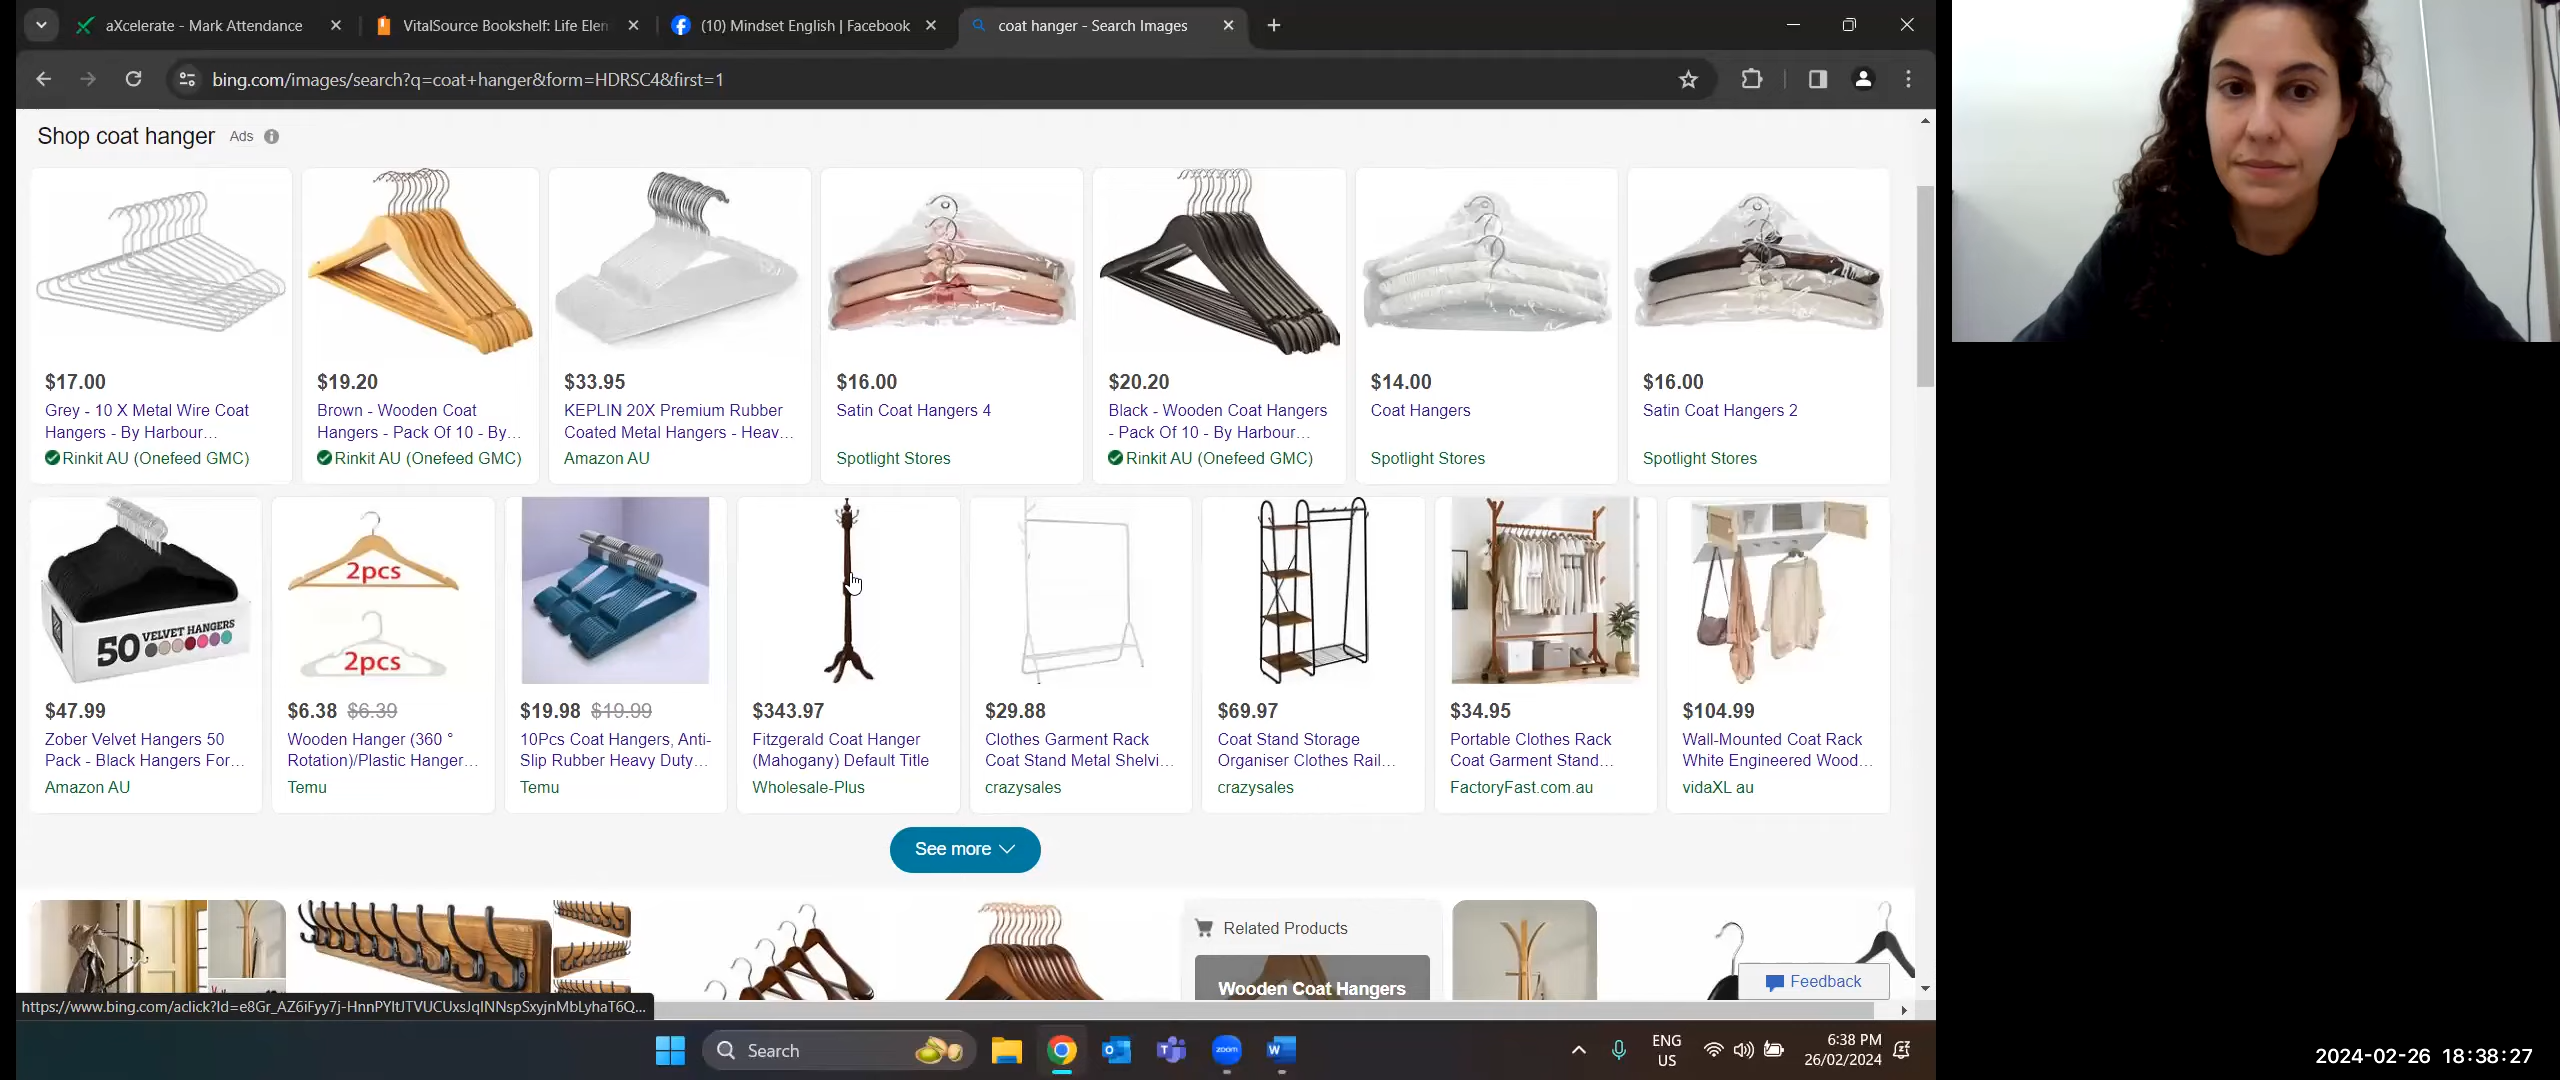 aXcelerate - Mark Attendance
VitalSource Bookshelf: Life Elen
(10) Mindset English | Facebook
coat hanger - Search Images
bing.com/images/search?q=coat+hanger&form=HDRSC4&first=1
Shop coat hanger Ads
$17.00
Grey - 10 X Metal Wire Coat
Hangers - By Harbour...
Rinkit AU (Onefeed GMC)
$19.20
Brown - Wooden Coat
Hangers - Pack Of 10 - By...
Rinkit AU (Onefeed GMC)
$33.95
KEPLIN 20X Premium Rubber
Coated Metal Hangers - Heav...
Amazon AU
$16.00
Satin Coat Hangers 4
Spotlight Stores
$20.20
Black - Wooden Coat Hangers
- Pack Of 10 - By Harbour...
Rinkit AU (Onefeed GMC)
$14.00
Coat Hangers
Spotlight Stores
$16.00
Satin Coat Hangers 2
Spotlight Stores
50 VELVET HANGERS
$47.99
Zober Velvet Hangers 50
Pack - Black Hangers For...
Amazon AU
2pcs
2pcs
$6.38 $6.39
Wooden Hanger (360 °
Rotation)/Plastic Hanger...
Temu
$19.98 $19.99
10Pcs Coat Hangers, Anti-
Slip Rubber Heavy Duty...
Temu
$343.97
Fitzgerald Coat Hanger
(Mahogany) Default Title
Wholesale-Plus
$29.88
Clothes Garment Rack
Coat Stand Metal Shelvi...
crazysales
$69.97
Coat Stand Storage
Organiser Clothes Rail...
crazysales
$34.95
Portable Clothes Rack
Coat Garment Stand...
FactoryFast.com.au
$104.99
Wall-Mounted Coat Rack
White Engineered Wood...
vidaXL au
See more
Related Products
Wooden Coat Hangers
Feedback
Search
zoom
ENG
US
6:38 PM
26/02/2024
2024-02-26 18:38:27